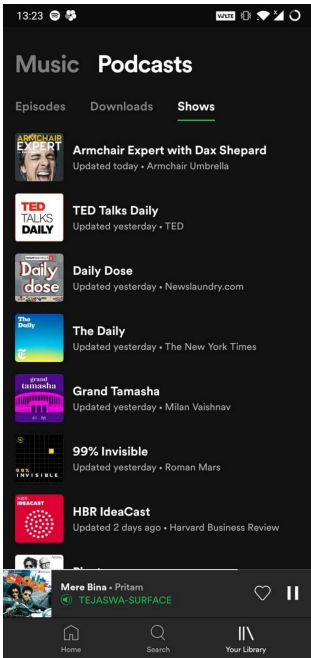 13:23
VoLTE
Music Podcasts
Episodes Downloads Shows
ARMCHAIR
EXPERT
Armchair Expert with Dax Shepard
Updated today • Armchair Umbrella
TED
TALKS
DAILY
TED Talks Daily
Updated yesterday • TED
Daily
dose
Daily Dose
Updated yesterday • Newslaundry.com
The
Daily
The Daily
Updated yesterday • The New York Times
grand
tamasha
Grand Tamasha
Updated yesterday • Milan Vaishnav
99%
INVISIBLE
99% Invisible
Updated yesterday • Roman Mars
HBR
IDEACAST
HBR IdeaCast
Updated 2 days ago • Harvard Business Review
Mere Bina • Pritam
TEJASWA-SURFACE
Home Search Your Library